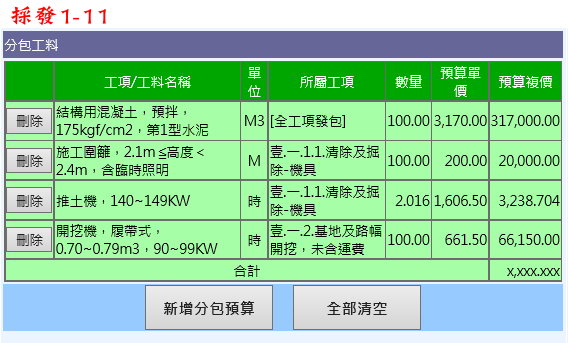 採發1-11
分包工料
工項/工料名稱 單位 所屬工項 數量 預算單價 預算複價
刪除 結構用混凝土，預拌，175kgf/cm2，第1型水泥 M3 [全工項發包] 100.00 3,170.00 317,000.00
刪除 施工圍籬，2.1m≦高度＜2.4m，含臨時照明 M 壹.一.1.1.清除及掘除-機具 100.00 200.00 20,000.00
刪除 推土機，140~149KW 時 壹.一.1.1.清除及掘除-機具 2.016 1,606.50 3,238.704
刪除 開挖機，履帶式，0.70~0.79m3，90~99KW 時 壹.一.2.基地及路幅開挖，未含運費 100.00 661.50 66,150.00
合計 x,xxx.xxx
新增分包預算 全部清空